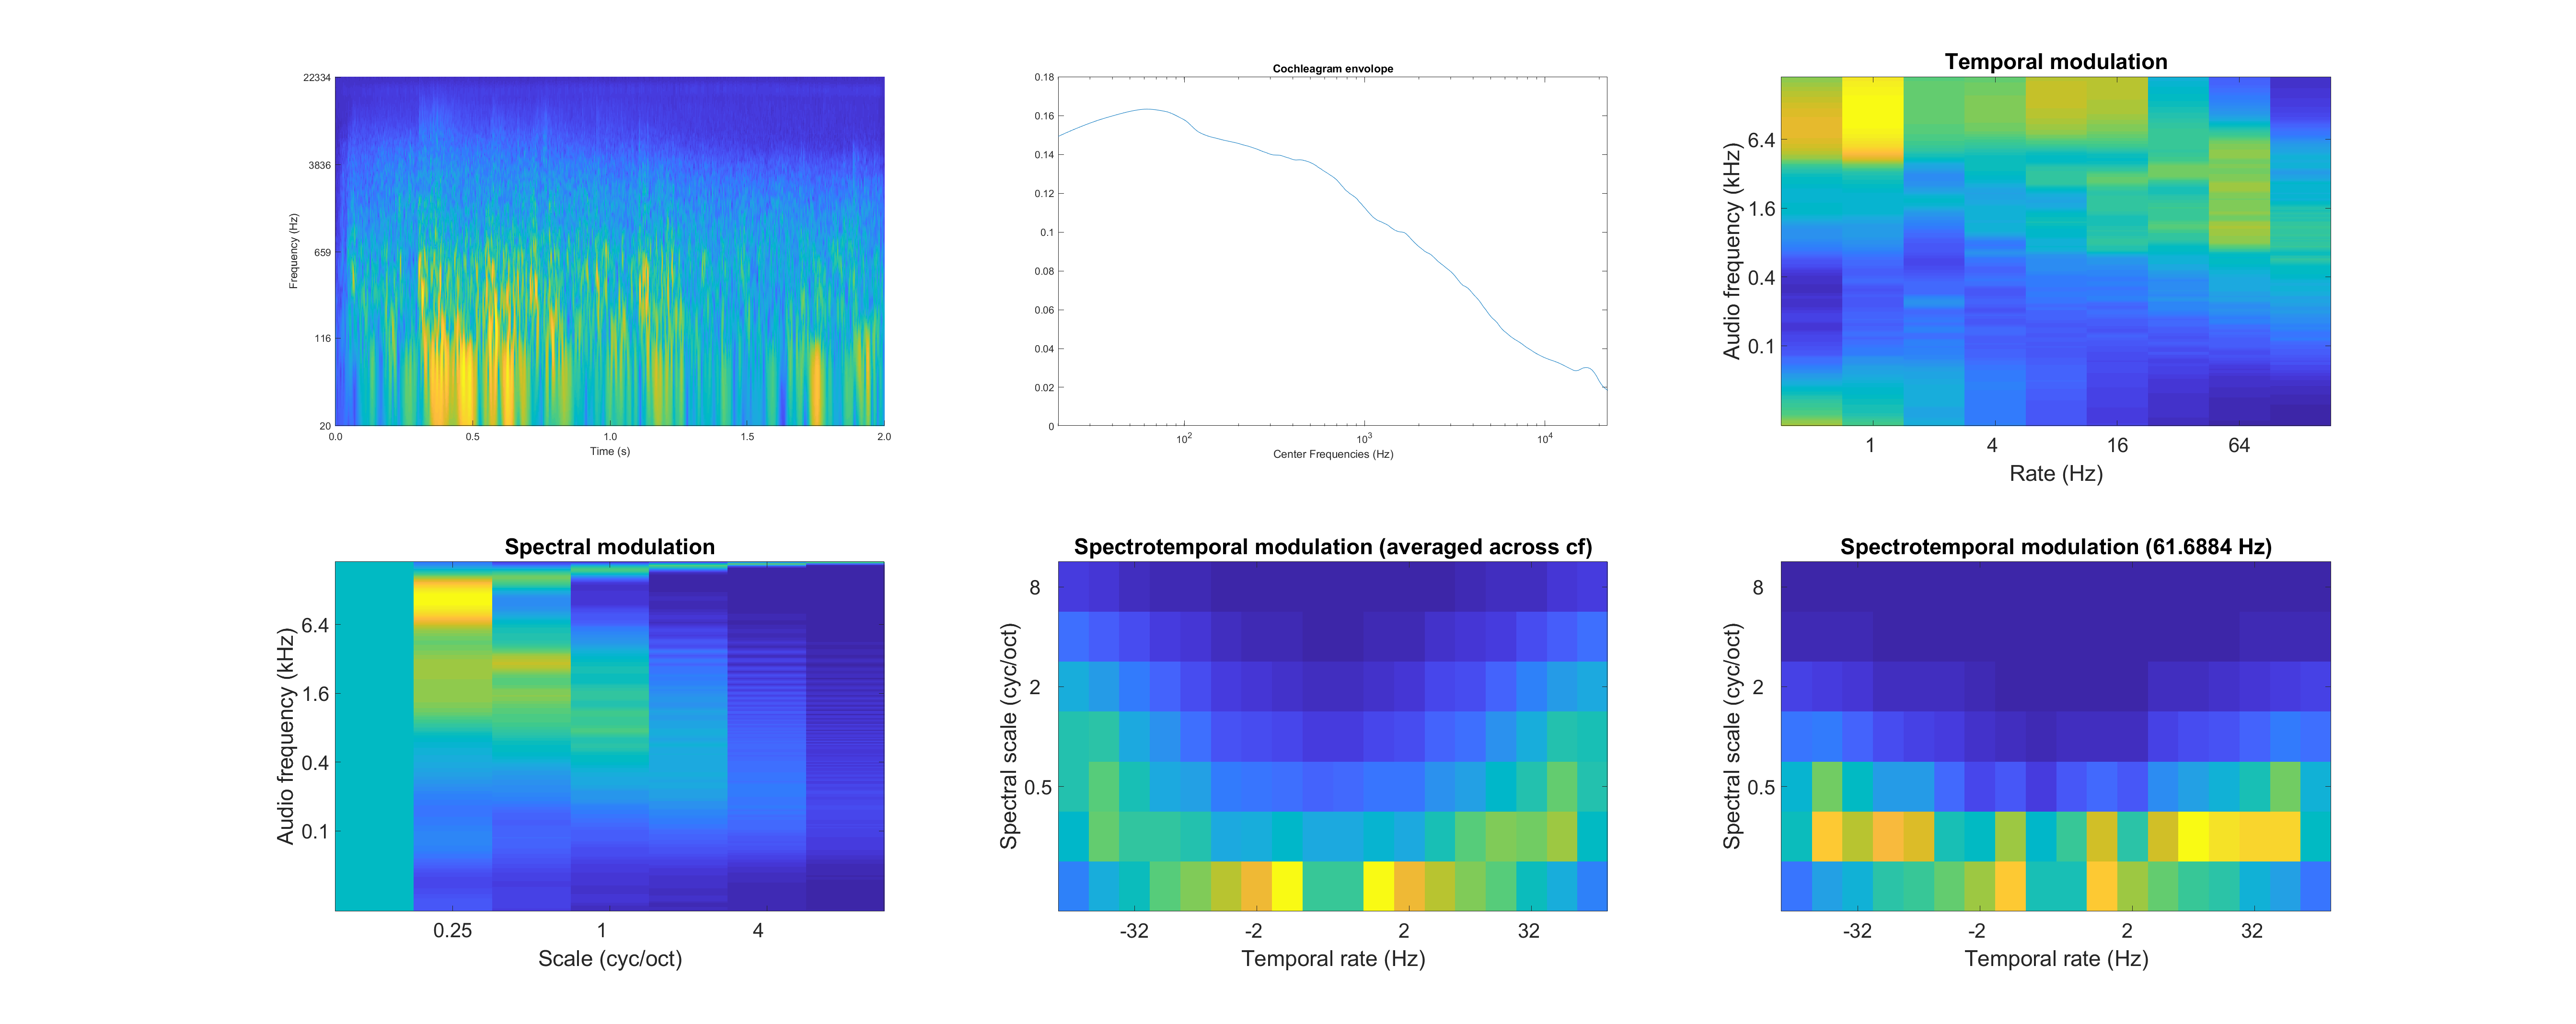 22334
3836
659
116
20
Frequency (Hz)
0.0 0.5 1.0 1.5 2.0
Time (s)
Cochleagram envolope
0.18
0.16
0.14
0.12
0.1
0.08
0.06
0.04
0.02
0
10^2 10^3 10^4
Center Frequencies (Hz)
Temporal modulation
6.4
1.6
0.4
0.1
Audio frequency (kHz)
1 4 16 64
Rate (Hz)
Spectral modulation
6.4
1.6
0.4
0.1
Audio frequency (kHz)
0.25 1 4
Scale (cyc/oct)
Spectrotemporal modulation (averaged across cf)
8
2
0.5
Spectral scale (cyc/oct)
-32 -2 2 32
Temporal rate (Hz)
Spectrotemporal modulation (61.6884 Hz)
8
2
0.5
Spectral scale (cyc/oct)
-32 -2 2 32
Temporal rate (Hz)